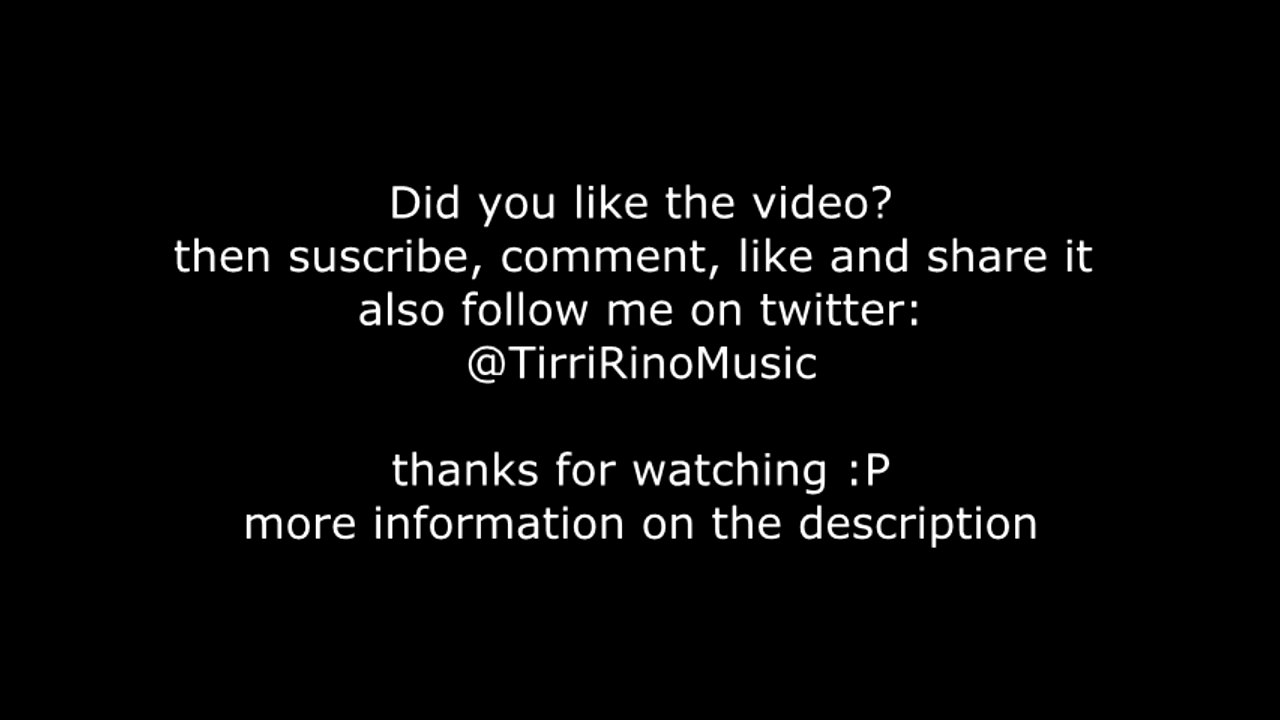 Did you like the video?
then suscribe, comment, like and share it
also follow me on twitter:
@TirriRinoMusic
thanks for watching :P
more information on the description